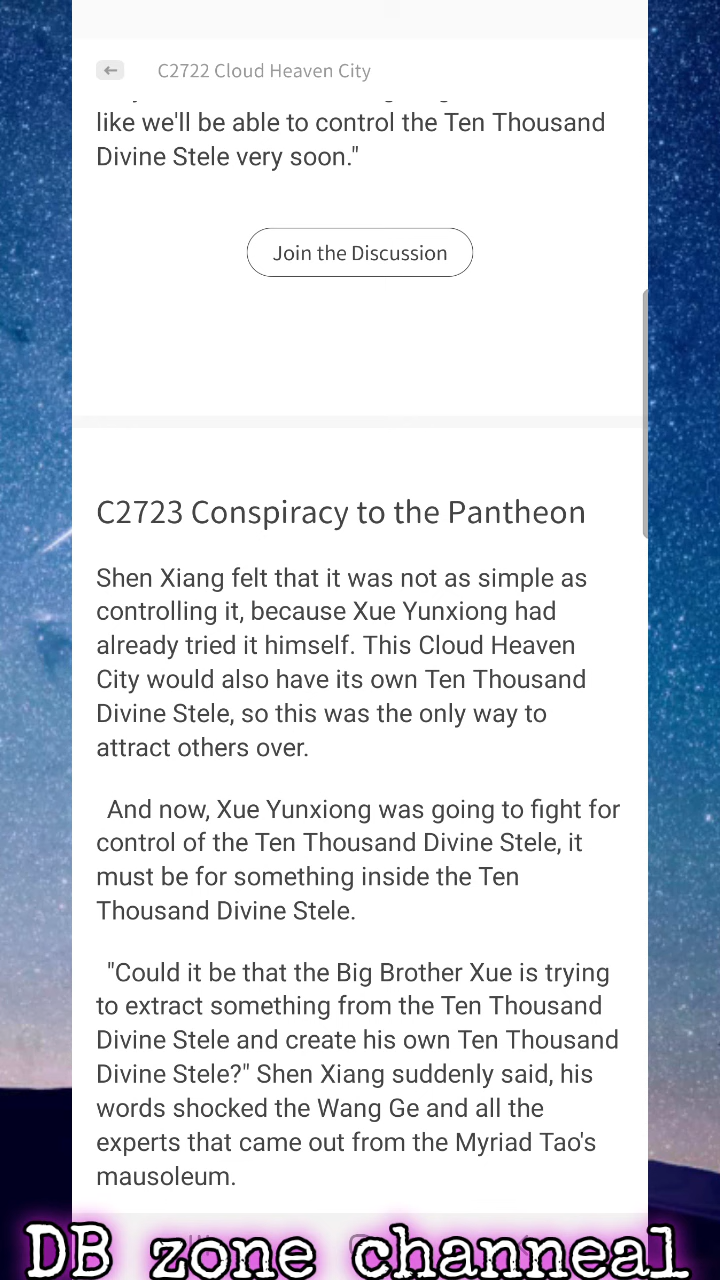 C2722 Cloud Heaven City
like we'll be able to control the Ten Thousand
Divine Stele very soon."
Join the Discussion
C2723 Conspiracy to the Pantheon
Shen Xiang felt that it was not as simple as
controlling it, because Xue Yunxiong had
already tried it himself. This Cloud Heaven
City would also have its own Ten Thousand
Divine Stele, so this was the only way to
attract others over.
And now, Xue Yunxiong was going to fight for
control of the Ten Thousand Divine Stele, it
must be for something inside the Ten
Thousand Divine Stele.
"Could it be that the Big Brother Xue is trying
to extract something from the Ten Thousand
Divine Stele and create his own Ten Thousand
Divine Stele?" Shen Xiang suddenly said, his
words shocked the Wang Ge and all the
experts that came out from the Myriad Tao's
mausoleum.
DB zone channeal